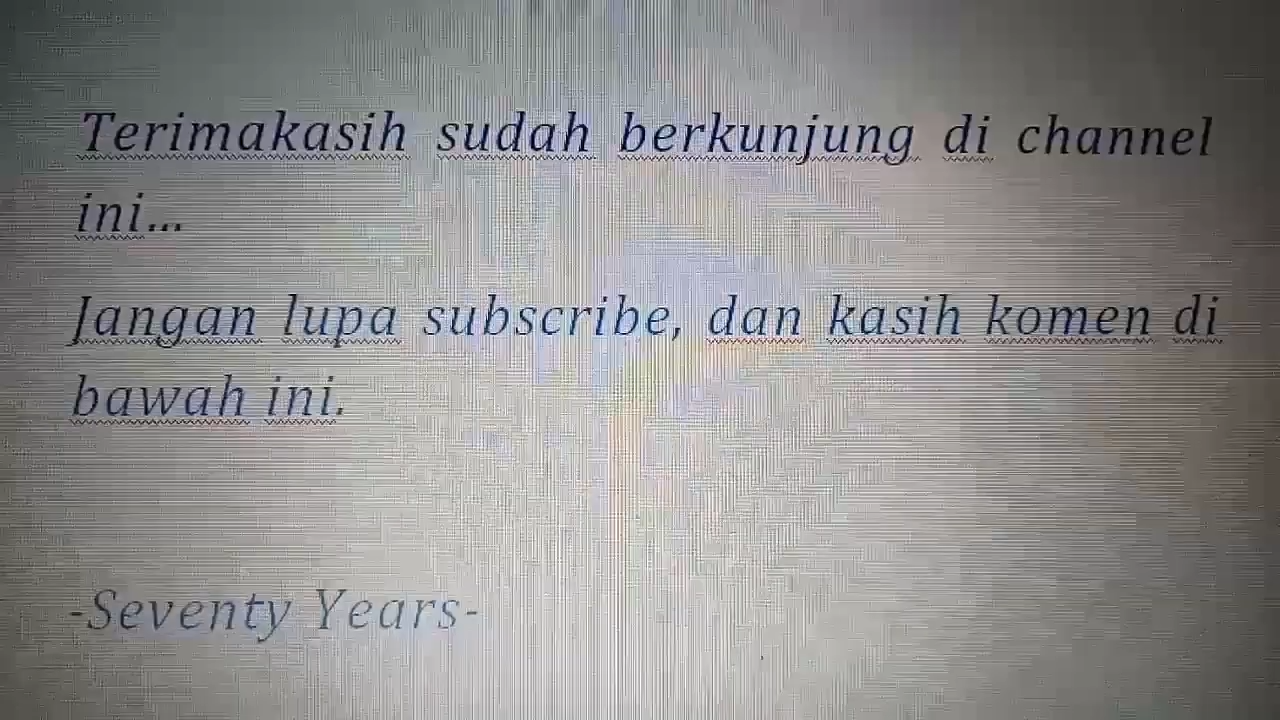 Terimakasih sudah berkunjung di channel
ini...
Jangan lupa subscribe, dan kasih komen di
bawah ini.
-Seventy Years-